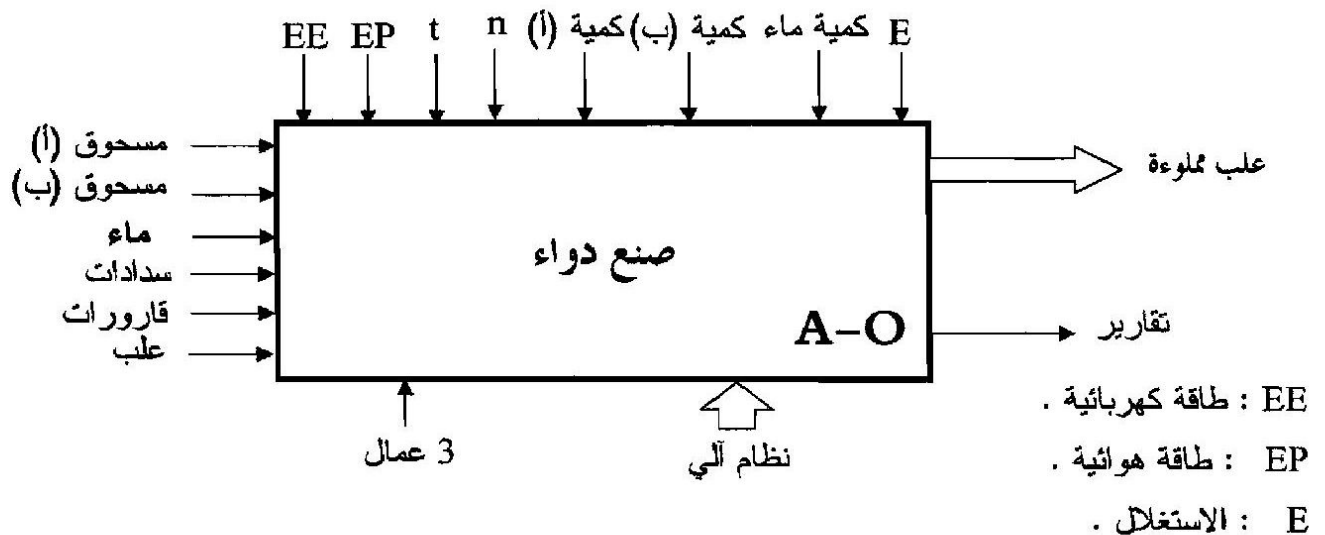 EE EP t n كمية (أ) كمية (ب) كمية ماء E
مسحوق (أ)
مسحوق (ب)
ماء
سدادات
قارورات
علب
صنع دواء
A-O
علب مملوءة
تقارير
3 عمال
نظام آلي
EE : طاقة كهربائية .
EP : طاقة هوائية .
E : الاستغلال .